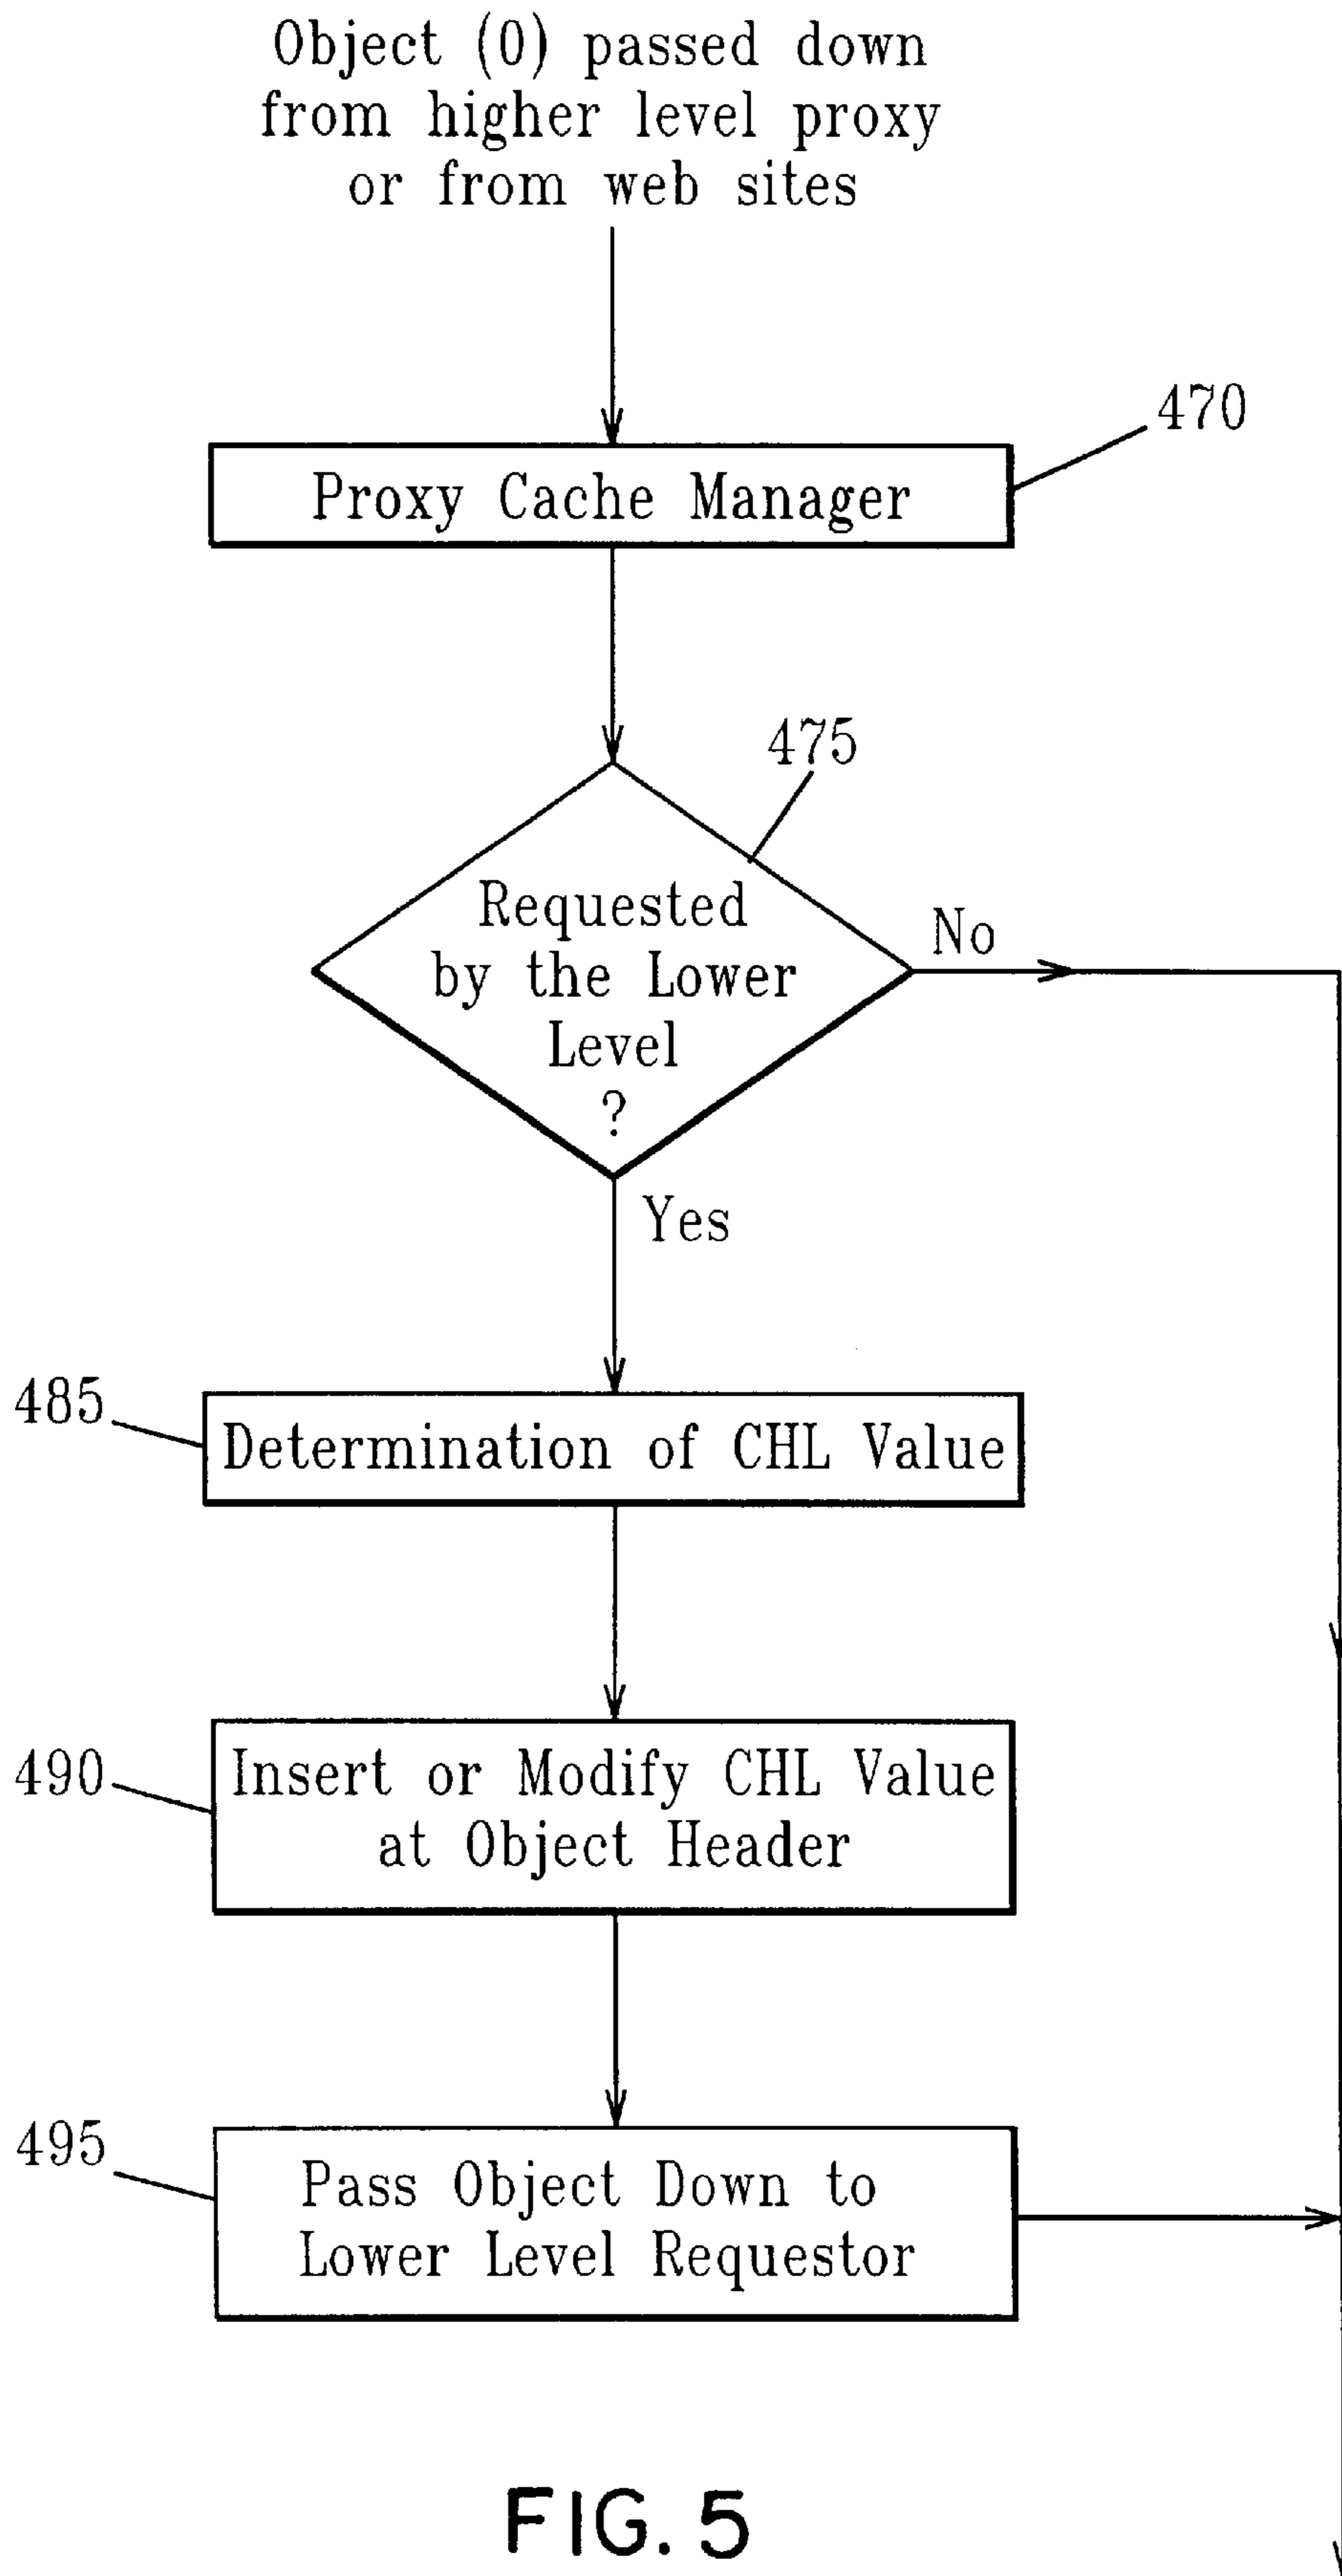 Object (0) passed down
from higher level proxy
or from web sites
470
Proxy Cache Manager
475
Requested
by the Lower
Level
?
No
Yes
485
Determination of CHL Value
490
Insert or Modify CHL Value
at Object Header
495
Pass Object Down to
Lower Level Requestor
FIG. 5